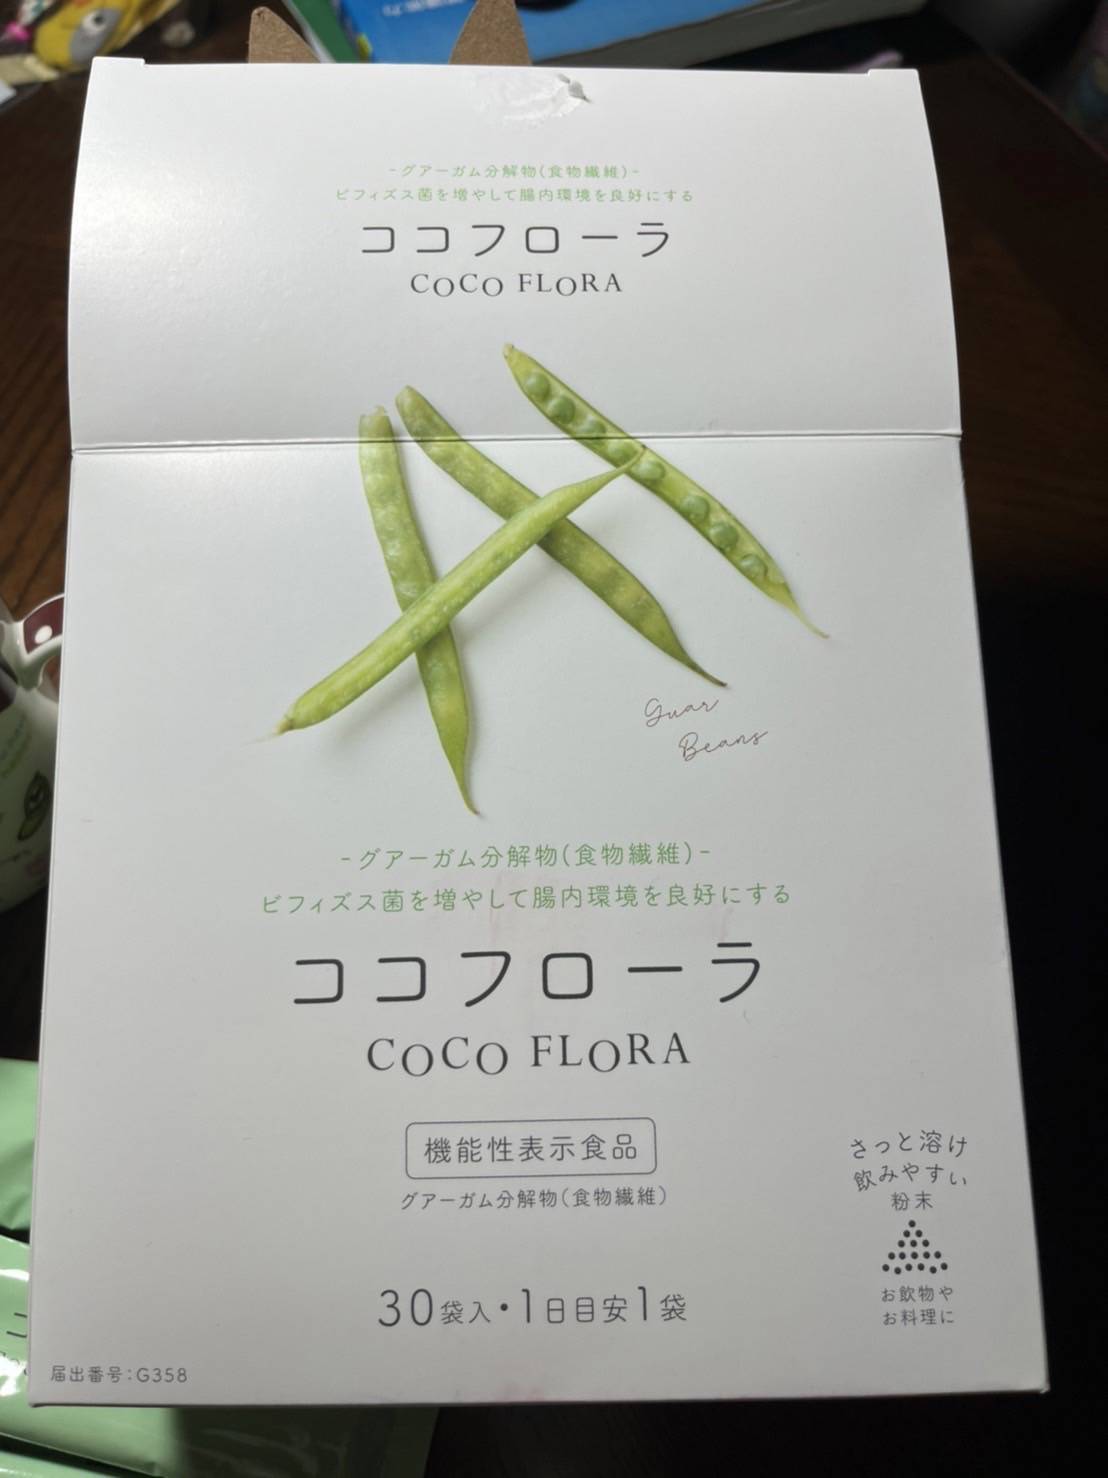 -グアーガム分解物(食物繊維)-
ビフィズス菌を増やして腸内環境を良好にする
ココフローラ
COCO FLORA
Guar
Beans
-グアーガム分解物(食物繊維)-
ビフィズス菌を増やして腸内環境を良好にする
ココフローラ
COCO FLORA
機能性表示食品
グアーガム分解物(食物繊維)
さっと溶け
飲みやすい
粉末
お飲物や
お料理に
30袋入・1日目安1袋
届出番号:G358